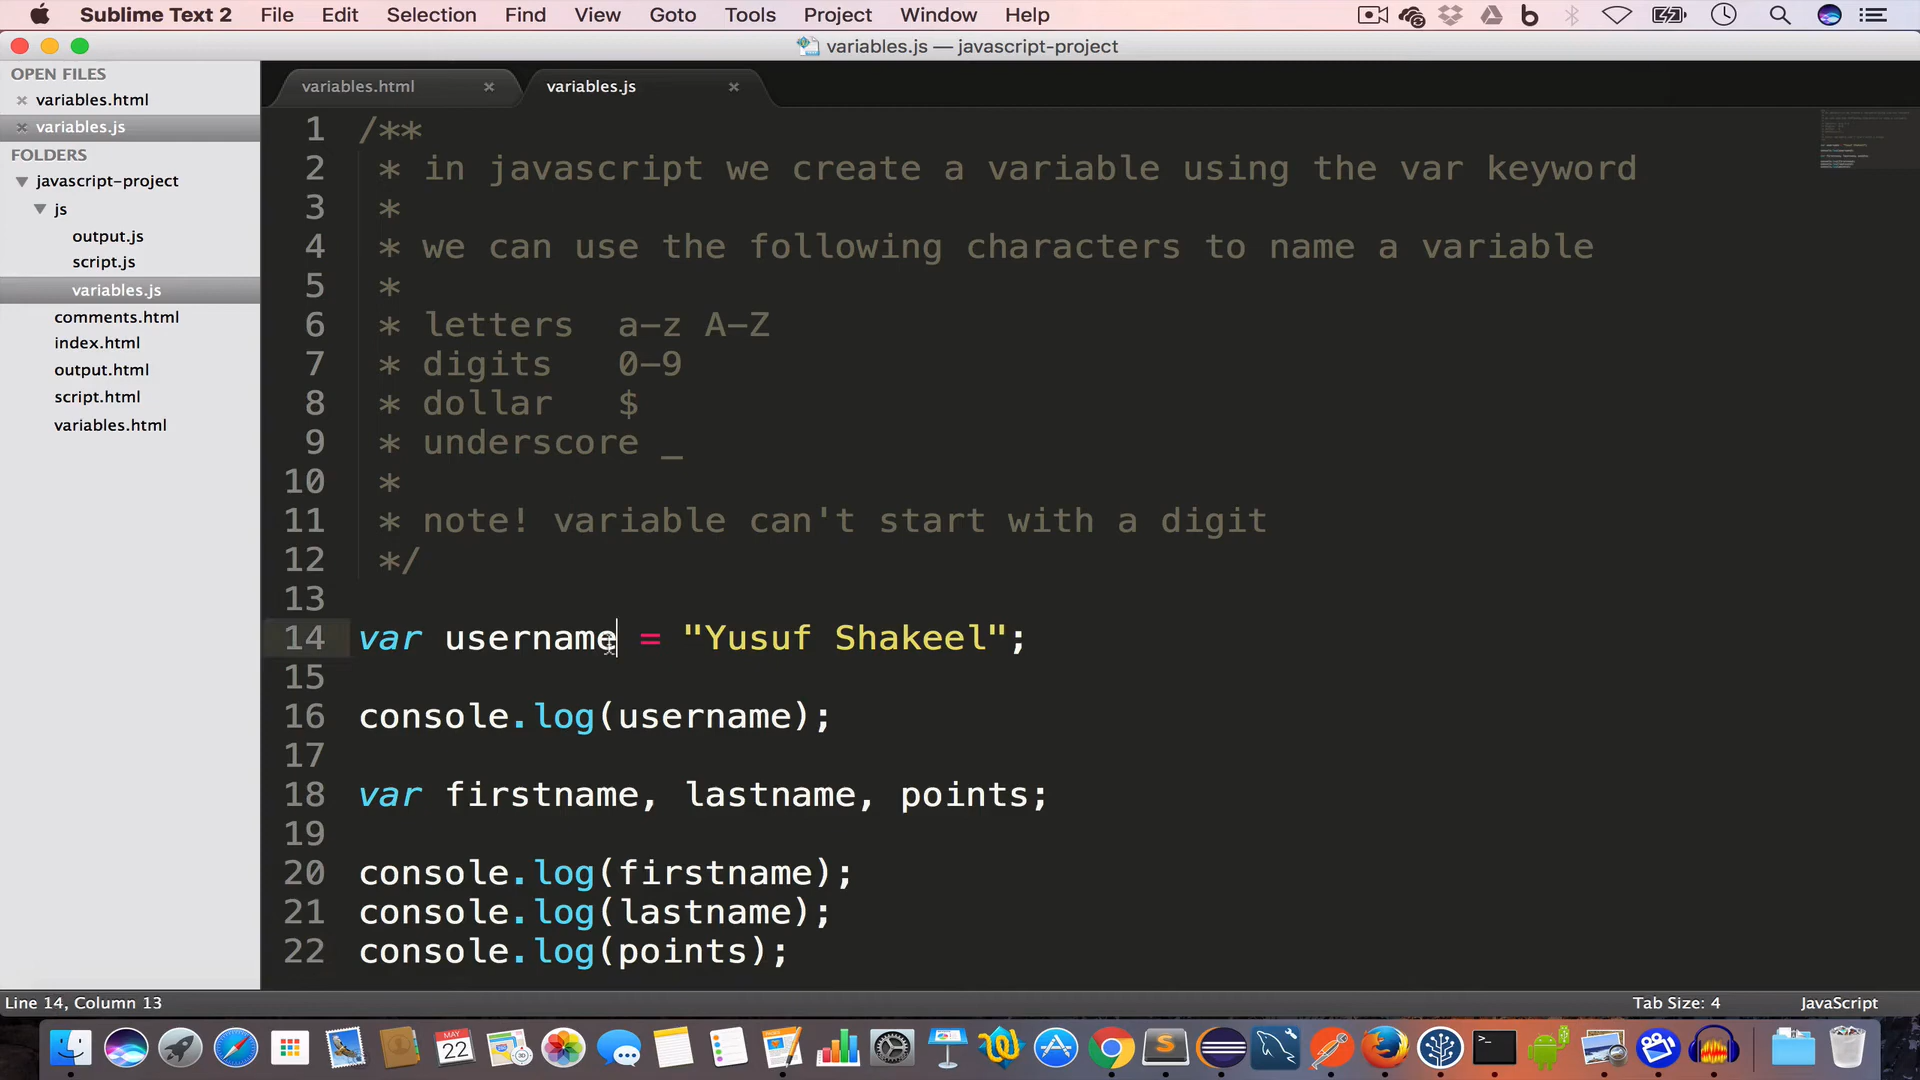 Sublime Text 2 File Edit Selection Find View Goto Tools Project Window Help
variables.js — javascript-project
OPEN FILES
× variables.html
× variables.js
FOLDERS
javascript-project
js
output.js
script.js
variables.js
comments.html
index.html
output.html
script.html
variables.html
variables.html × variables.js ×
1 /**
2 * in javascript we create a variable using the var keyword
3 *
4 * we can use the following characters to name a variable
5 *
6 * letters a-z A-Z
7 * digits 0-9
8 * dollar $
9 * underscore _
10 *
11 * note! variable can't start with a digit
12 */
13
14 var username = "Yusuf Shakeel";
15
16 console.log(username);
17
18 var firstname, lastname, points;
19
20 console.log(firstname);
21 console.log(lastname);
22 console.log(points);
Line 14, Column 13 Tab Size: 4 JavaScript
MAY
22